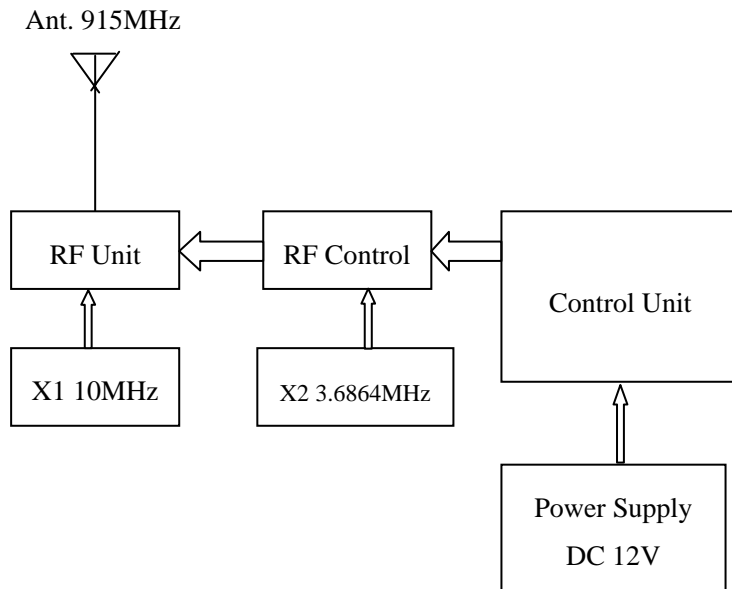 Ant. 915MHz
RF Unit
RF Control
Control Unit
X1 10MHz
X2 3.6864MHz
Power Supply
DC 12V